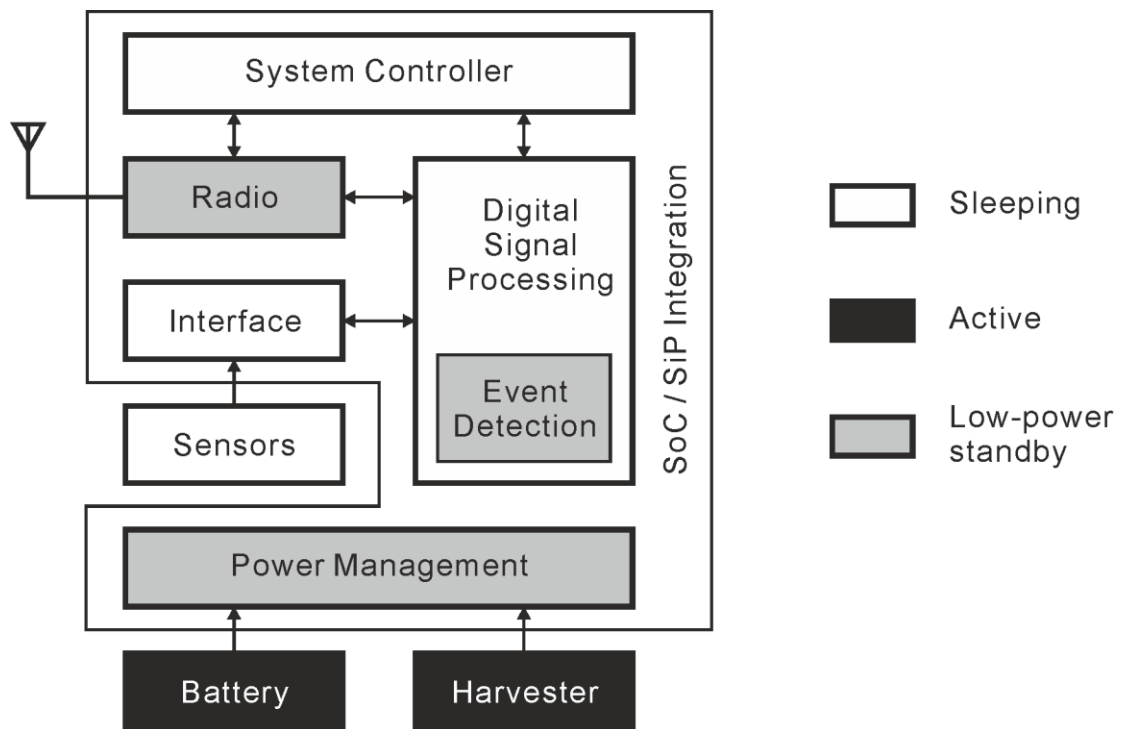 System Controller
Radio
Digital
Signal
Processing
Interface
Event
Detection
Sensors
Power Management
Battery
Harvester
SoC / SiP Integration
Sleeping
Active
Low-power
standby